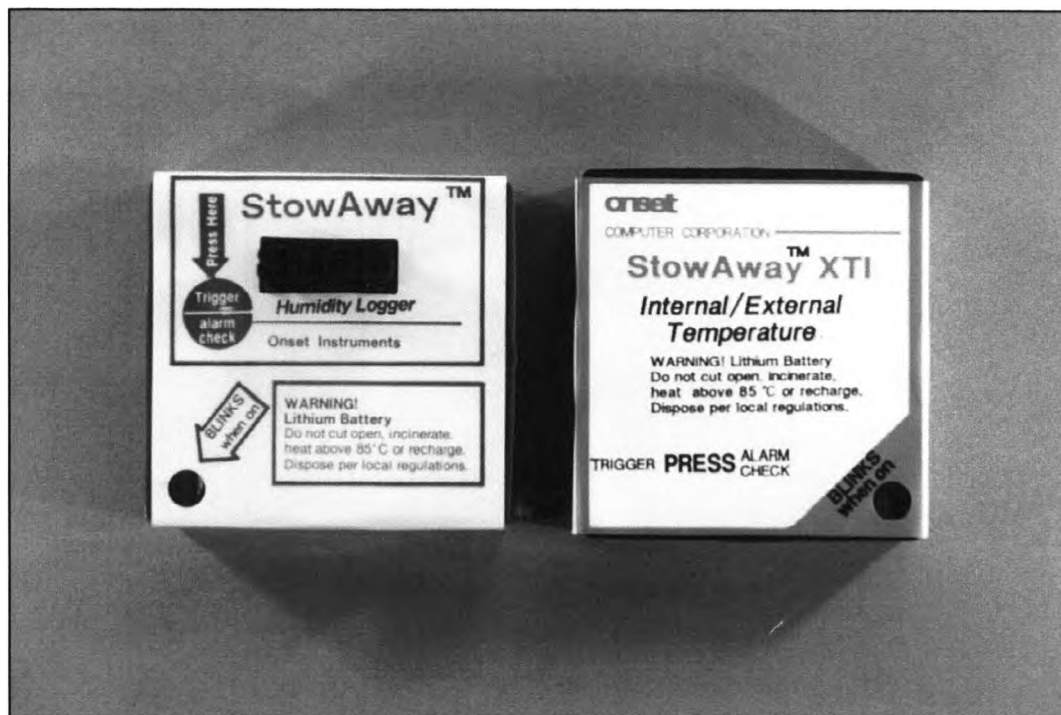 StowAway™
Press Here
Trigger
alarm
check
Humidity Logger
Onset Instruments
BLINKS
when on
WARNING!
Lithium Battery
Do not cut open, incinerate,
heat above 85°C or recharge.
Dispose per local regulations.
onset
COMPUTER CORPORATION
StowAway™ XTI
Internal/External
Temperature
WARNING! Lithium Battery
Do not cut open, incinerate,
heat above 85 °C or recharge.
Dispose per local regulations.
TRIGGER PRESS ALARM
CHECK
BLINKS
when on